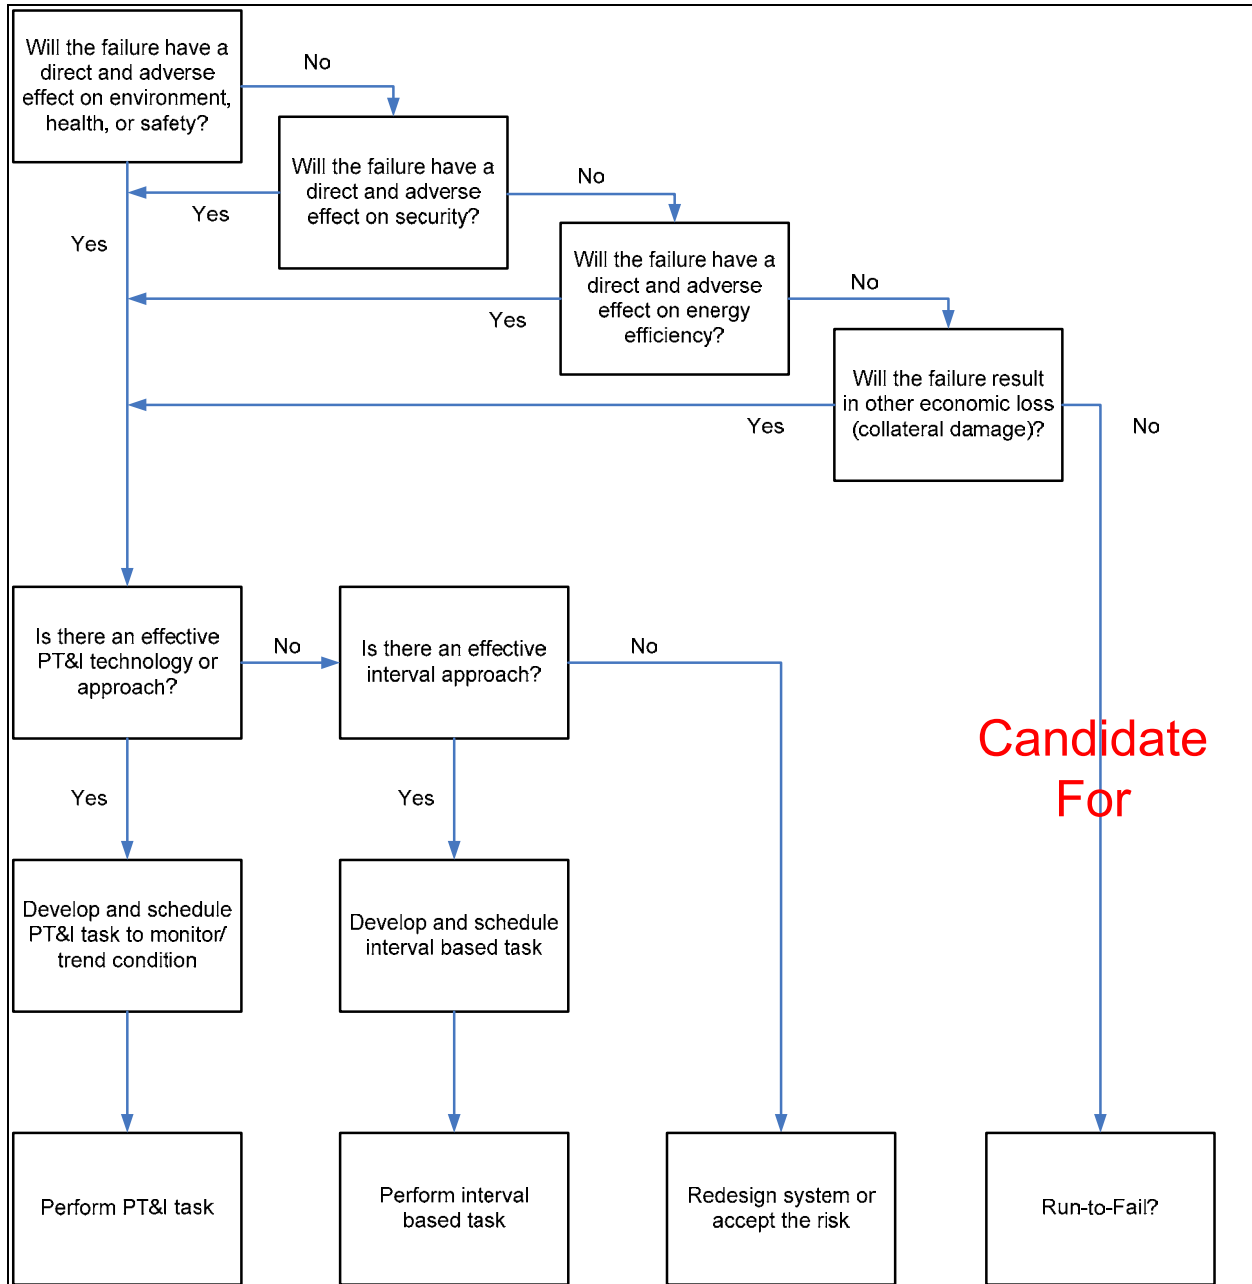 Will the failure have a
direct and adverse
effect on environment,
health, or safety?
No
Will the failure have a
direct and adverse
effect on security?
No
Yes
Yes
Will the failure have a
direct and adverse
effect on energy
efficiency?
No
Yes
Will the failure result
in other economic loss
(collateral damage)?
Yes
No
Is there an effective
PT&I technology or
approach?
No
Is there an effective
interval approach?
No
Candidate
For
Yes
Yes
Develop and schedule
PT&I task to monitor/
trend condition
Develop and schedule
interval based task
Perform PT&I task
Perform interval
based task
Redesign system or
accept the risk
Run-to-Fail?